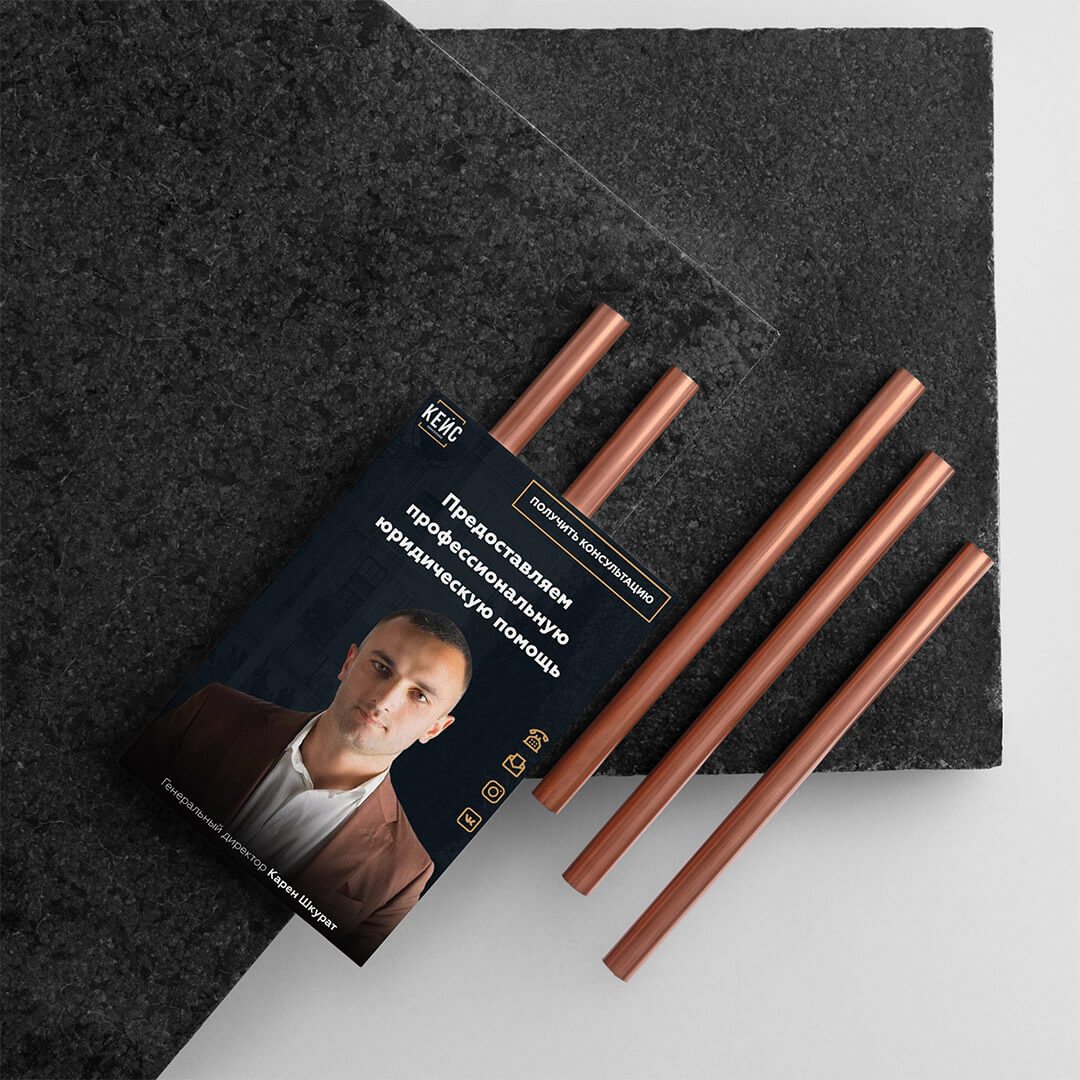 КЕЙС
ПОЛУЧИТЬ КОНСУЛЬТАЦИЮ
Предоставляем
профессиональную
юридическую помощь
Генеральный директор Карен Шкурат